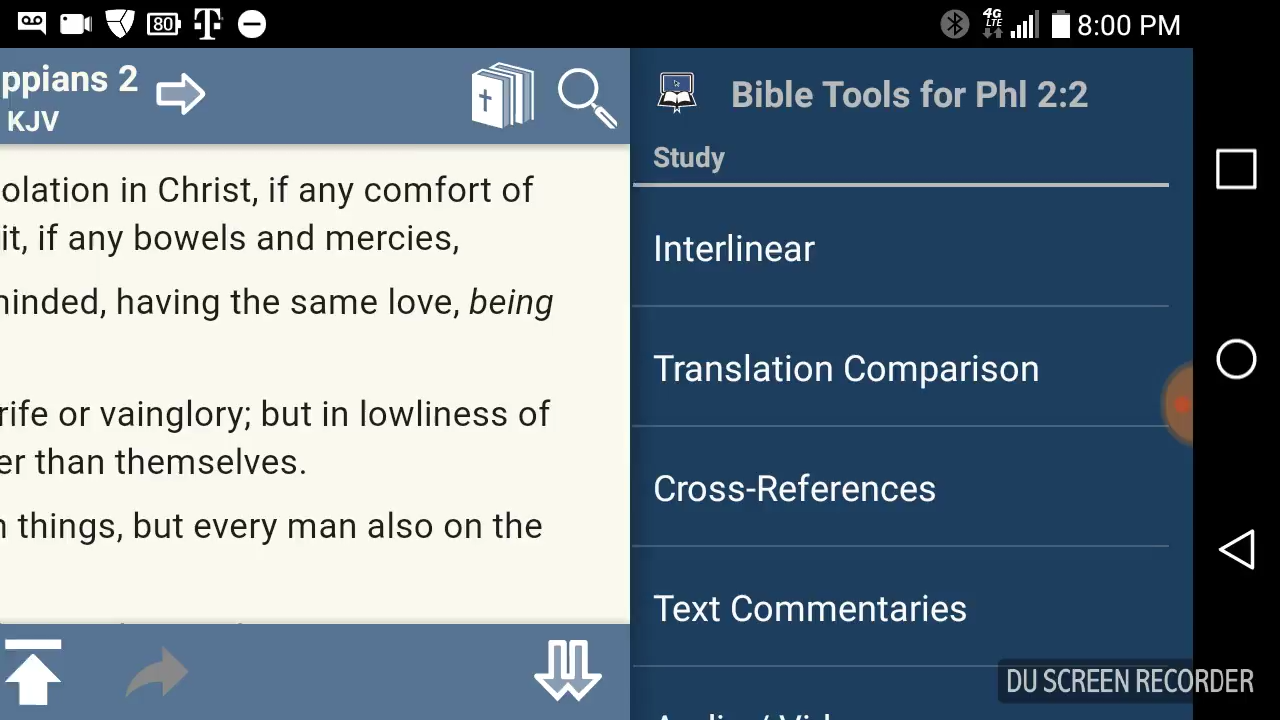 80
4G
LTE
8:00 PM
ppians 2
KJV
olation in Christ, if any comfort of
it, if any bowels and mercies,
ninded, having the same love, being
rife or vainglory; but in lowliness of
er than themselves.
n things, but every man also on the
Bible Tools for Phl 2:2
Study
Interlinear
Translation Comparison
Cross-References
Text Commentaries
DU SCREEN RECORDER